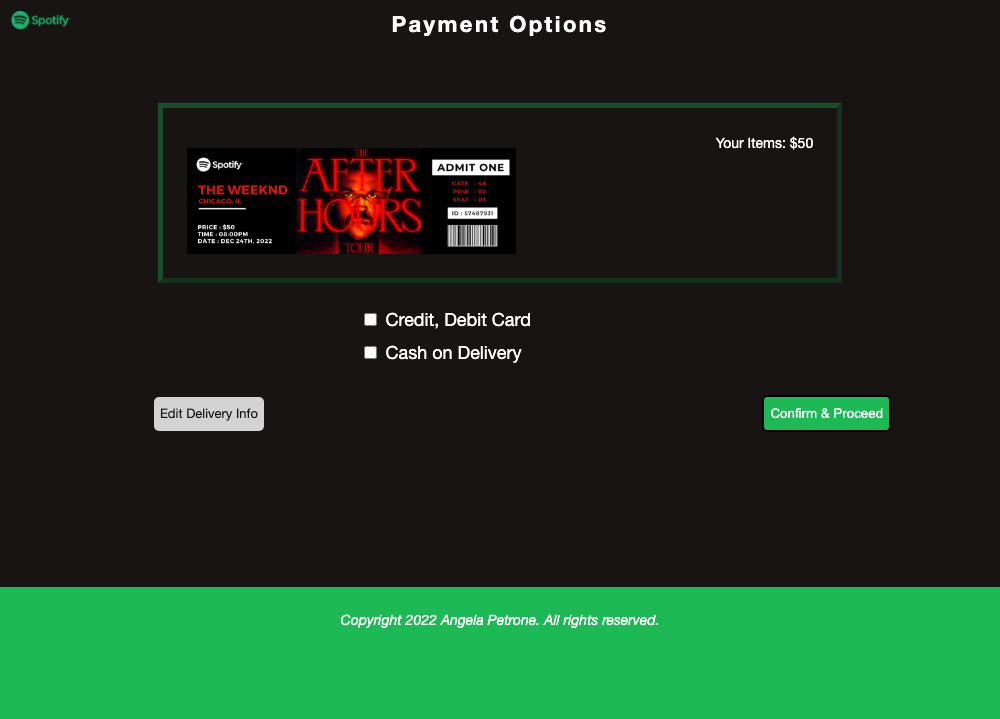 Spotify
Payment Options
Your Items: $50
Spotify
THE WEEKND
CHICAGO, IL
PRICE : $50
TIME : 08:00PM
DATE : DEC 24TH, 2022
THE
AFTER
HOURS
TOUR
ADMIT ONE
GATE : 4A
ROW : 02
SEAT : 03
ID : 57487931
Credit, Debit Card
Cash on Delivery
Edit Delivery Info
Confirm & Proceed
Copyright 2022 Angela Petrone. All rights reserved.